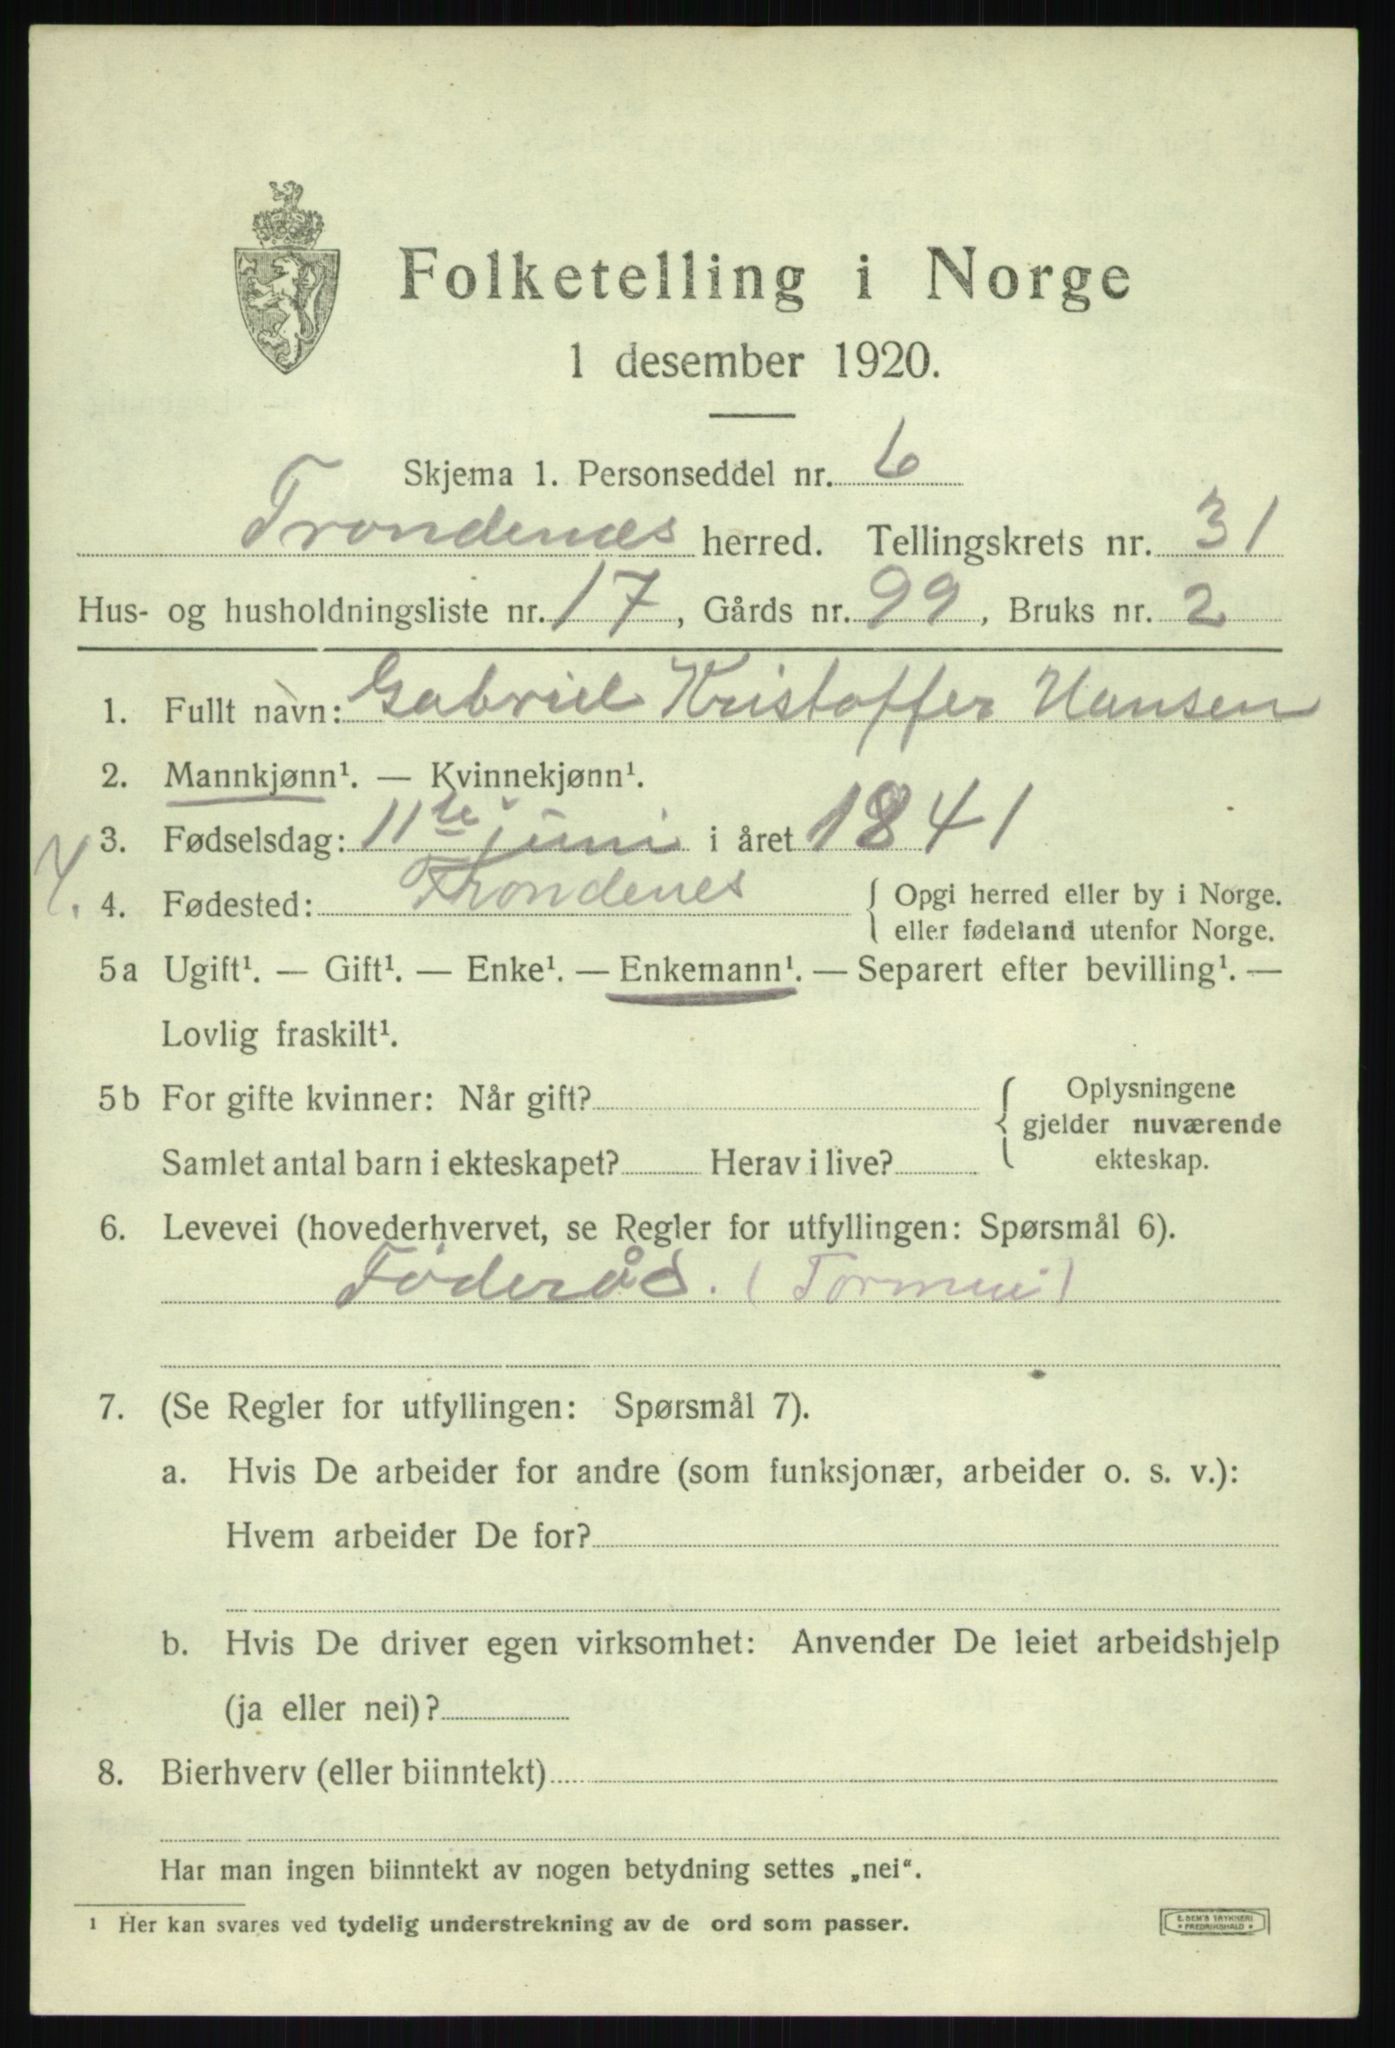 Folketelling i Norge
1 desember 1920.
Skjema 1. Personseddel nr. 6
Trondenes herred. Tellingskrets nr. 31
Hus- og husholdningsliste nr. 17, Gårds nr. 99, Bruks nr. 2
1. Fullt navn: Gabriel Kristoffer Hansen
2. Mannkjønn¹. — Kvinnekjønn¹.
3. Fødselsdag: 11te juni i året 1841
4. Fødested: Trondenes { Opgi herred eller by i Norge.
eller fødeland utenfor Norge.
5a Ugift¹. — Gift¹. — Enke¹. — Enkemann¹. — Separert efter bevilling¹. —
Lovlig fraskilt¹.
5b For gifte kvinner: Når gift? { Oplysningene
gjelder nuværende
Samlet antal barn i ekteskapet? Herav i live? ekteskap.
6. Levevei (hovederhvervet, se Regler for utfyllingen: Spørsmål 6).
Föderåd.
7. (Se Regler for utfyllingen: Spørsmål 7).
a. Hvis De arbeider for andre (som funksjonær, arbeider o. s. v.):
Hvem arbeider De for?
b. Hvis De driver egen virksomhet: Anvender De leiet arbeidshjelp
(ja eller nei)?
8. Bierhverv (eller biinntekt)
Har man ingen biinntekt av nogen betydning settes „nei“.
1 Her kan svares ved tydelig understrekning av de ord som passer.
E. SEM'S TRYKKERI
• FREDRIKSHALD •